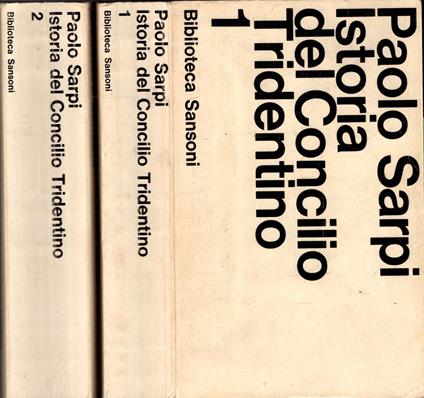 Paolo Sarpi
Istoria del Concilio Tridentino
2
Biblioteca Sansoni
Paolo Sarpi
Istoria del Concilio Tridentino
1
Biblioteca Sansoni
Paolo Sarpi
Istoria
del Concilio
Tridentino
1
Biblioteca Sansoni